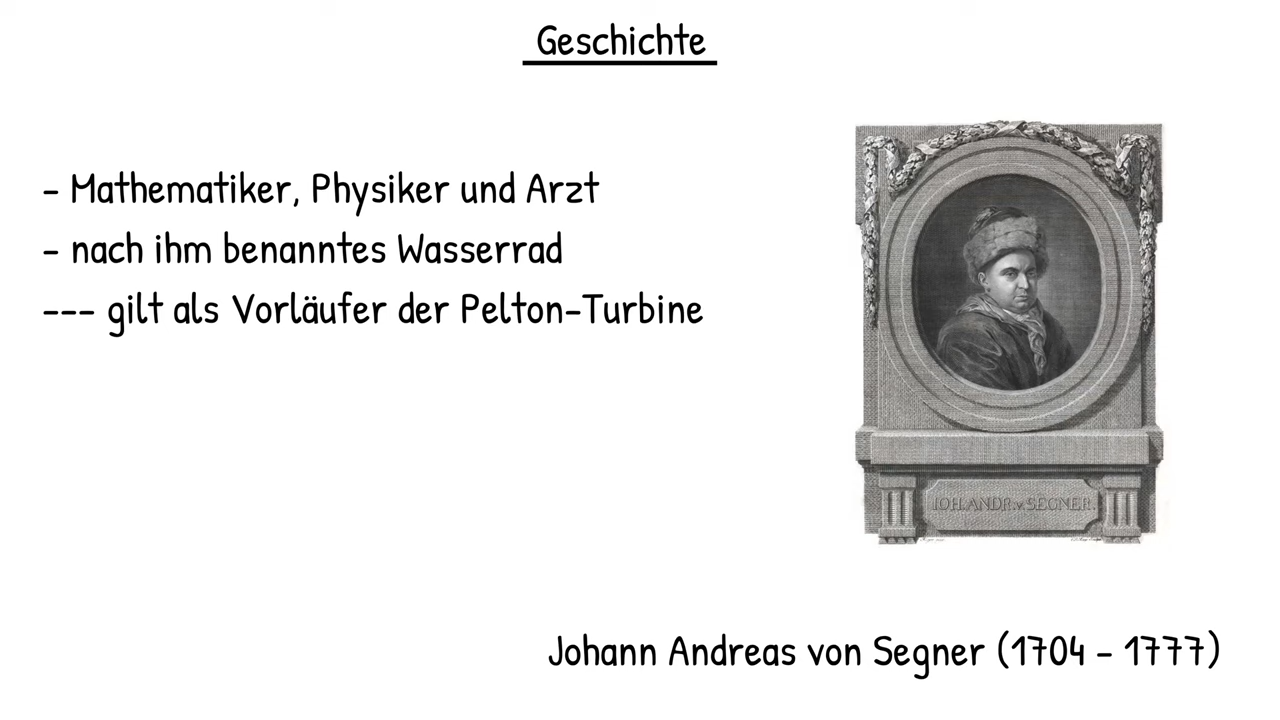 Geschichte
- Mathematiker, Physiker und Arzt
- nach ihm benanntes Wasserrad
--- gilt als Vorläufer der Pelton-Turbine
IOH. ANDR. v. SEGNER.
Johann Andreas von Segner (1704 - 1777)